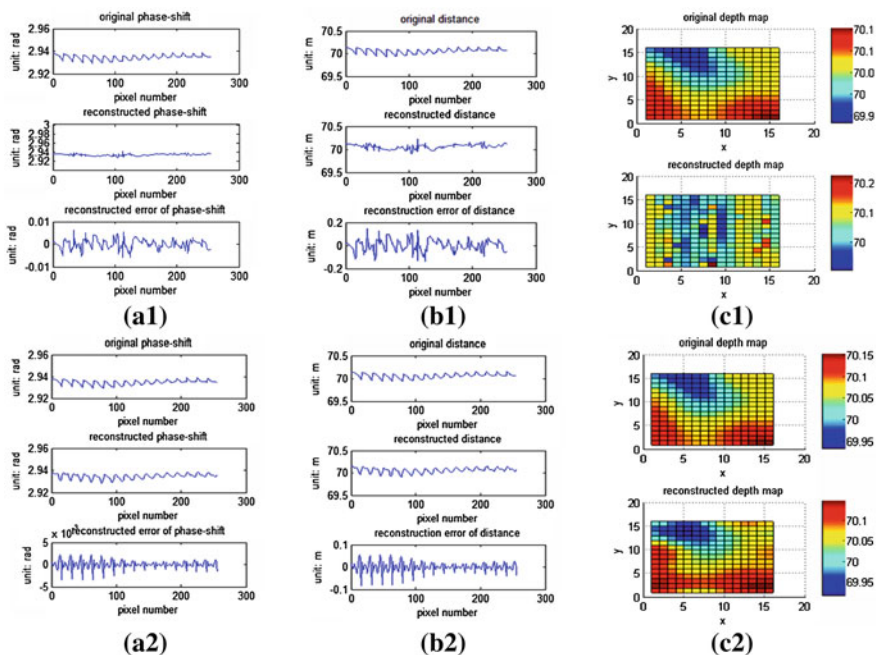 original phase-shift
2.96
2.94
2.92
unit: rad
0 100 200 300
pixel number
reconstructed phase-shift
3
2.98
2.96
2.94
2.92
unit: rad
0 100 200 300
pixel number
reconstructed error of phase-shift
0.01
0
-0.01
unit: rad
0 100 200 300
pixel number
(a1)
original distance
70.5
70
69.5
unit: m
0 100 200 300
pixel number
reconstructed distance
70.5
70
69.5
unit: m
0 100 200 300
pixel number
reconstruction error of distance
0.2
0
-0.2
unit: m
0 100 200 300
pixel number
(b1)
original depth map
20
15
10
5
0
y
0 5 10 15 20
x
70.1
70.1
70.0
70
69.9
reconstructed depth map
20
15
10
5
0
y
0 5 10 15 20
x
70.2
70.1
70
(c1)
original phase-shift
2.96
2.94
2.92
unit: rad
0 100 200 300
pixel number
reconstructed phase-shift
2.96
2.94
2.92
unit: rad
0 100 200 300
pixel number
reconstructed error of phase-shift
5
0
-5
unit: rad
0 100 200 300
pixel number
(a2)
original distance
70.5
70
69.5
unit: m
0 100 200 300
pixel number
reconstructed distance
70.5
70
69.5
unit: m
0 100 200 300
pixel number
reconstruction error of distance
0.1
0
-0.1
unit: m
0 100 200 300
pixel number
(b2)
original depth map
20
15
10
5
0
y
0 5 10 15 20
x
70.15
70.1
70.05
70
69.95
reconstructed depth map
20
15
10
5
0
y
0 5 10 15 20
x
70.1
70.05
70
69.95
(c2)